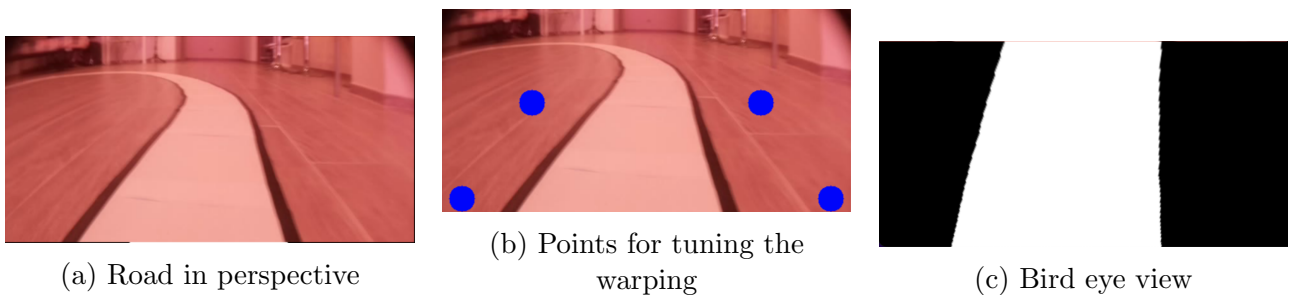 (a) Road in perspective
(b) Points for tuning the
warping
(c) Bird eye view